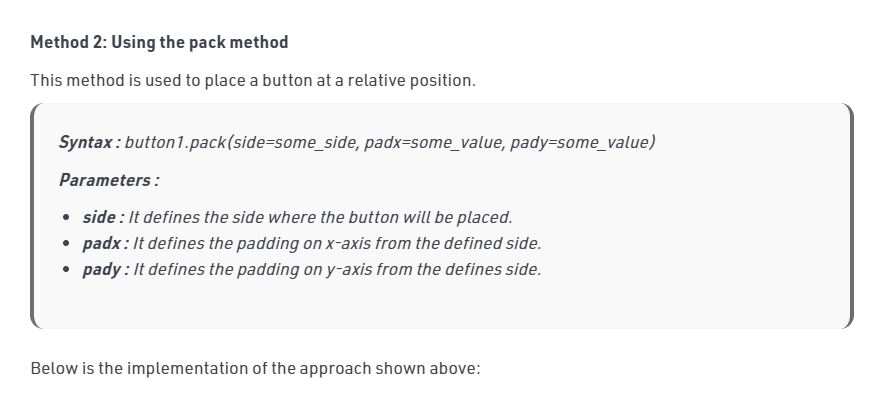 Method 2: Using the pack method
This method is used to place a button at a relative position.
Syntax : button1.pack(side=some_side, padx=some_value, pady=some_value)
Parameters :
• side : It defines the side where the button will be placed.
• padx : It defines the padding on x-axis from the defined side.
• pady : It defines the padding on y-axis from the defines side.
Below is the implementation of the approach shown above: